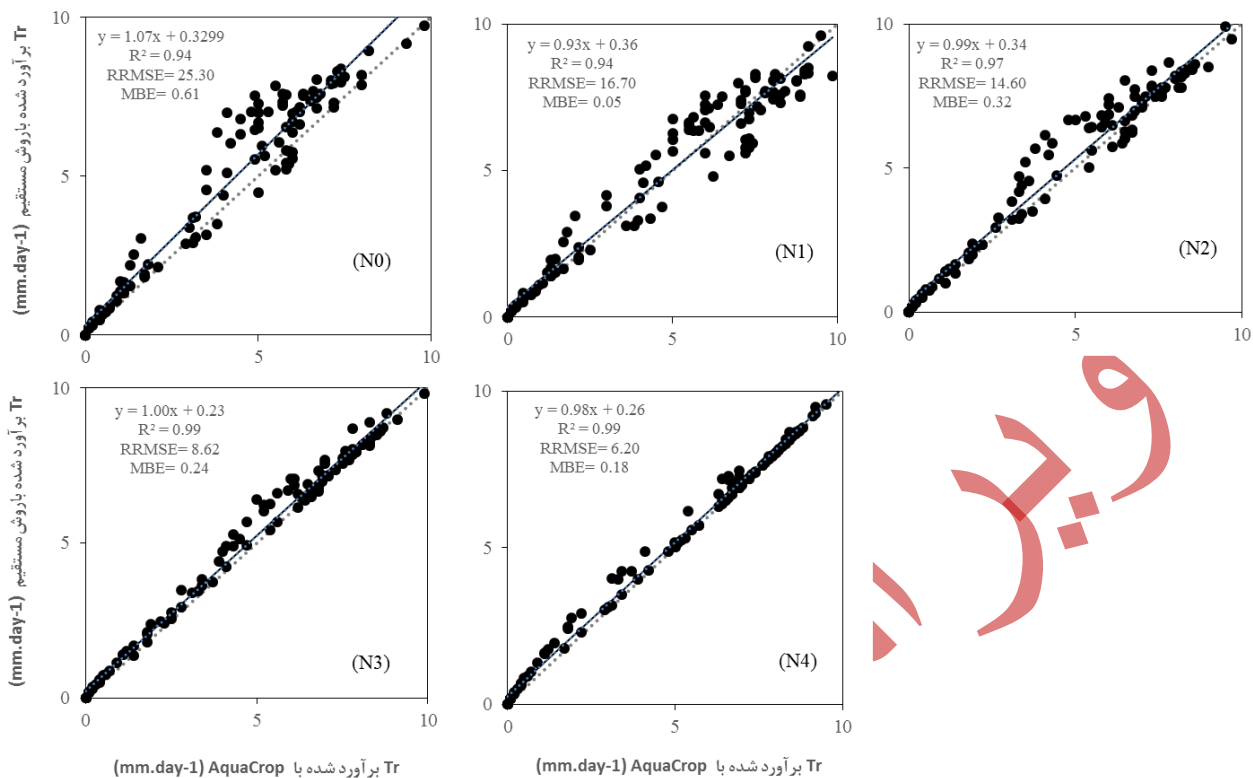 Tr برآورد شده با روش مستقیم (mm.day-1)
10
5
0
y = 1.07x + 0.3299
R² = 0.94
RRMSE= 25.30
MBE= 0.61
(N0)
0
5
10
10
5
0
y = 0.93x + 0.36
R² = 0.94
RRMSE= 16.70
MBE= 0.05
(N1)
0
5
10
10
5
0
y = 0.99x + 0.34
R² = 0.97
RRMSE= 14.60
MBE= 0.32
(N2)
0
5
10
Tr برآورد شده با روش مستقیم (mm.day-1)
10
5
0
y = 1.00x + 0.23
R² = 0.99
RRMSE= 8.62
MBE= 0.24
(N3)
0
5
10
Tr برآورد شده با AquaCrop (mm.day-1)
10
5
0
y = 0.98x + 0.26
R² = 0.99
RRMSE= 6.20
MBE= 0.18
(N4)
0
5
10
Tr برآورد شده با AquaCrop (mm.day-1)